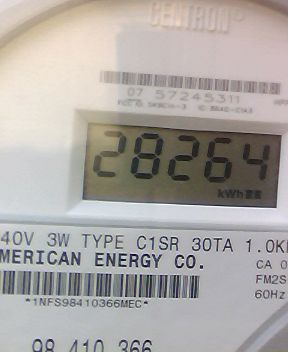 CENTRON®
07 57245311
28264
kWh
40V 3W TYPE C1SR 30TA 1.0K
MERICAN ENERGY CO.
CA 0
FM2S
60Hz
*1NFS98410366MEC*
98 410 366